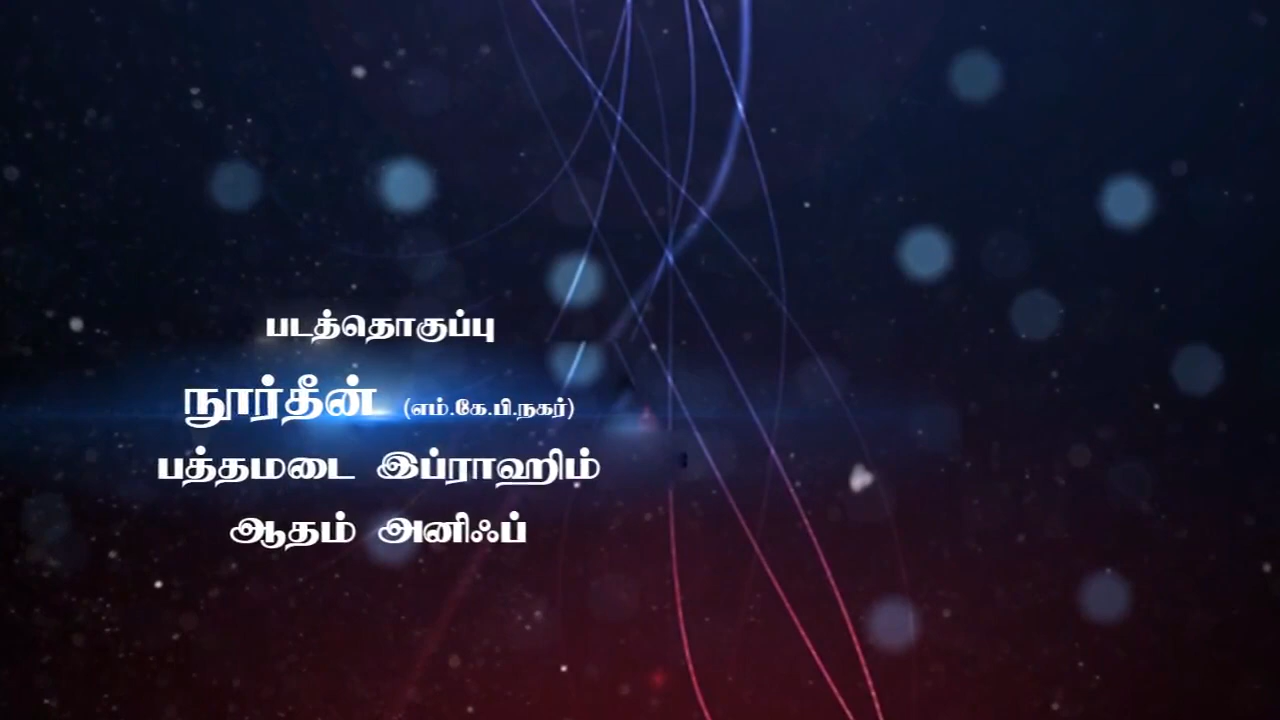 படத்தொகுப்பு
நூர்தீன் (எம்.கே.பி.நகர்)
பத்தமடை இப்ராஹிம்
ஆதம் அனிஃப்